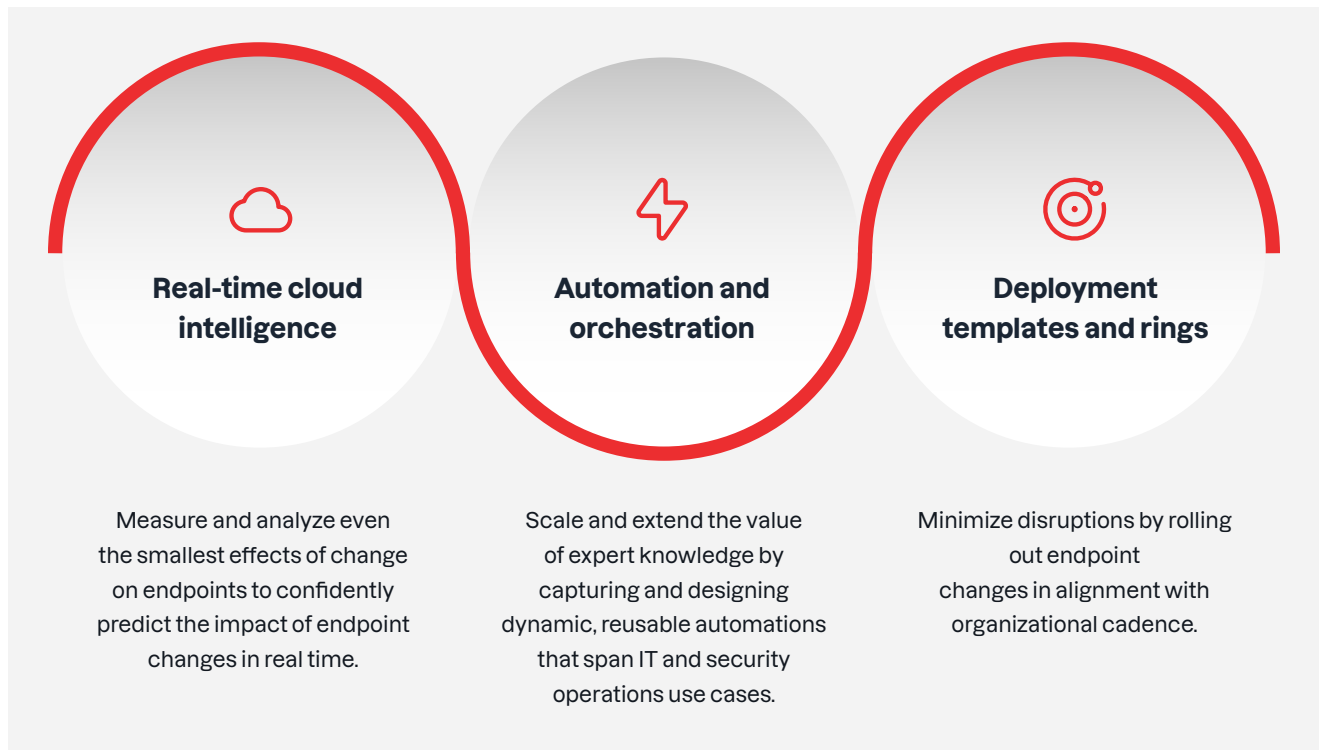 Real-time cloud
intelligence
Automation and
orchestration
Deployment
templates and rings
Measure and analyze even
the smallest effects of change
on endpoints to confidently
predict the impact of endpoint
changes in real time.
Scale and extend the value
of expert knowledge by
capturing and designing
dynamic, reusable automations
that span IT and security
operations use cases.
Minimize disruptions by rolling
out endpoint
changes in alignment with
organizational cadence.